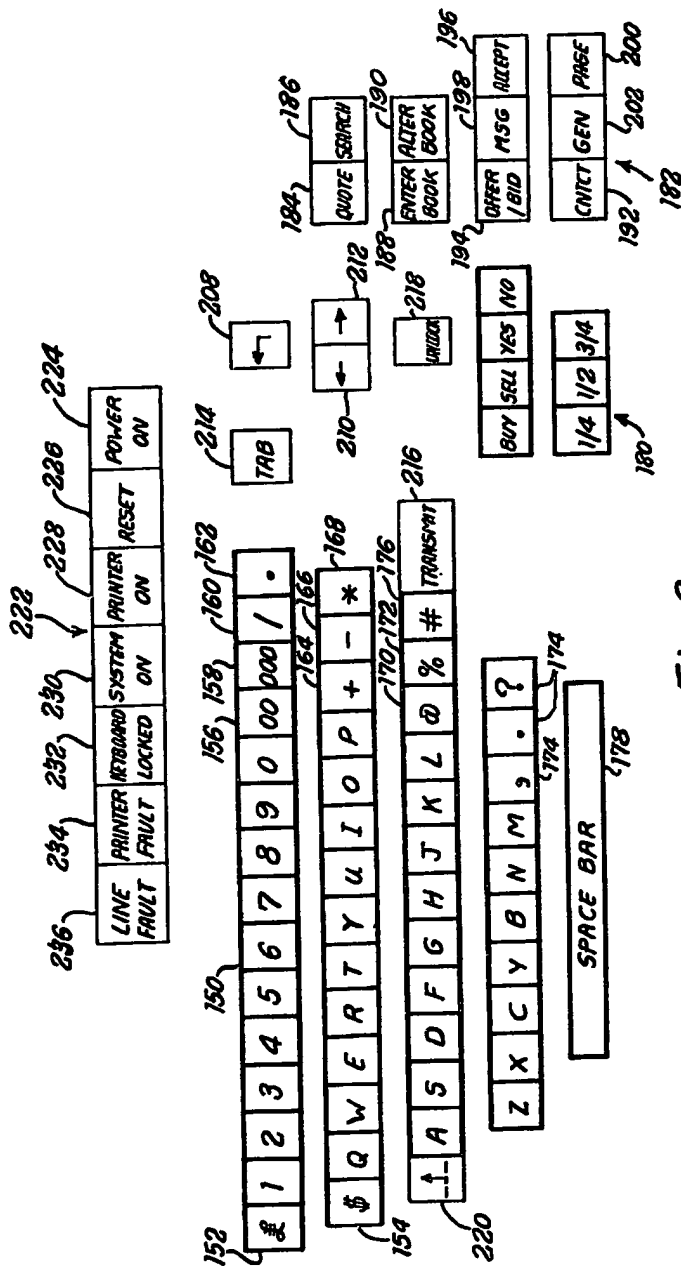 222
236 234 232 230 228 226 224
LINE FAULT
PRINTER FAULT
KEYBOARD LOCKED
SYSTEM ON
PRINTER ON
RESET
POWER ON
152 150 156 158 160 162 214 208 184 186
£ 1 2 3 4 5 6 7 8 9 0 00 000 / .
TAB
QUOTE SEARCH
154 164 166 168 210 212 188 190
$ Q W E R T Y U I O P + - *
← →
ENTER BOOK
ALTER BOOK
220 170 172 176 216 218 194 198 196
A S D F G H J K L @ % # TRANSMIT
UNLOCK
OFFER / BID
MSG
ACCEPT
Z X C Y B N M , . ?
174 174
BUY SELL YES NO
SPACE BAR
178
1/4 1/2 3/4
180
CNTCT GEN PAGE
192 182 202 200